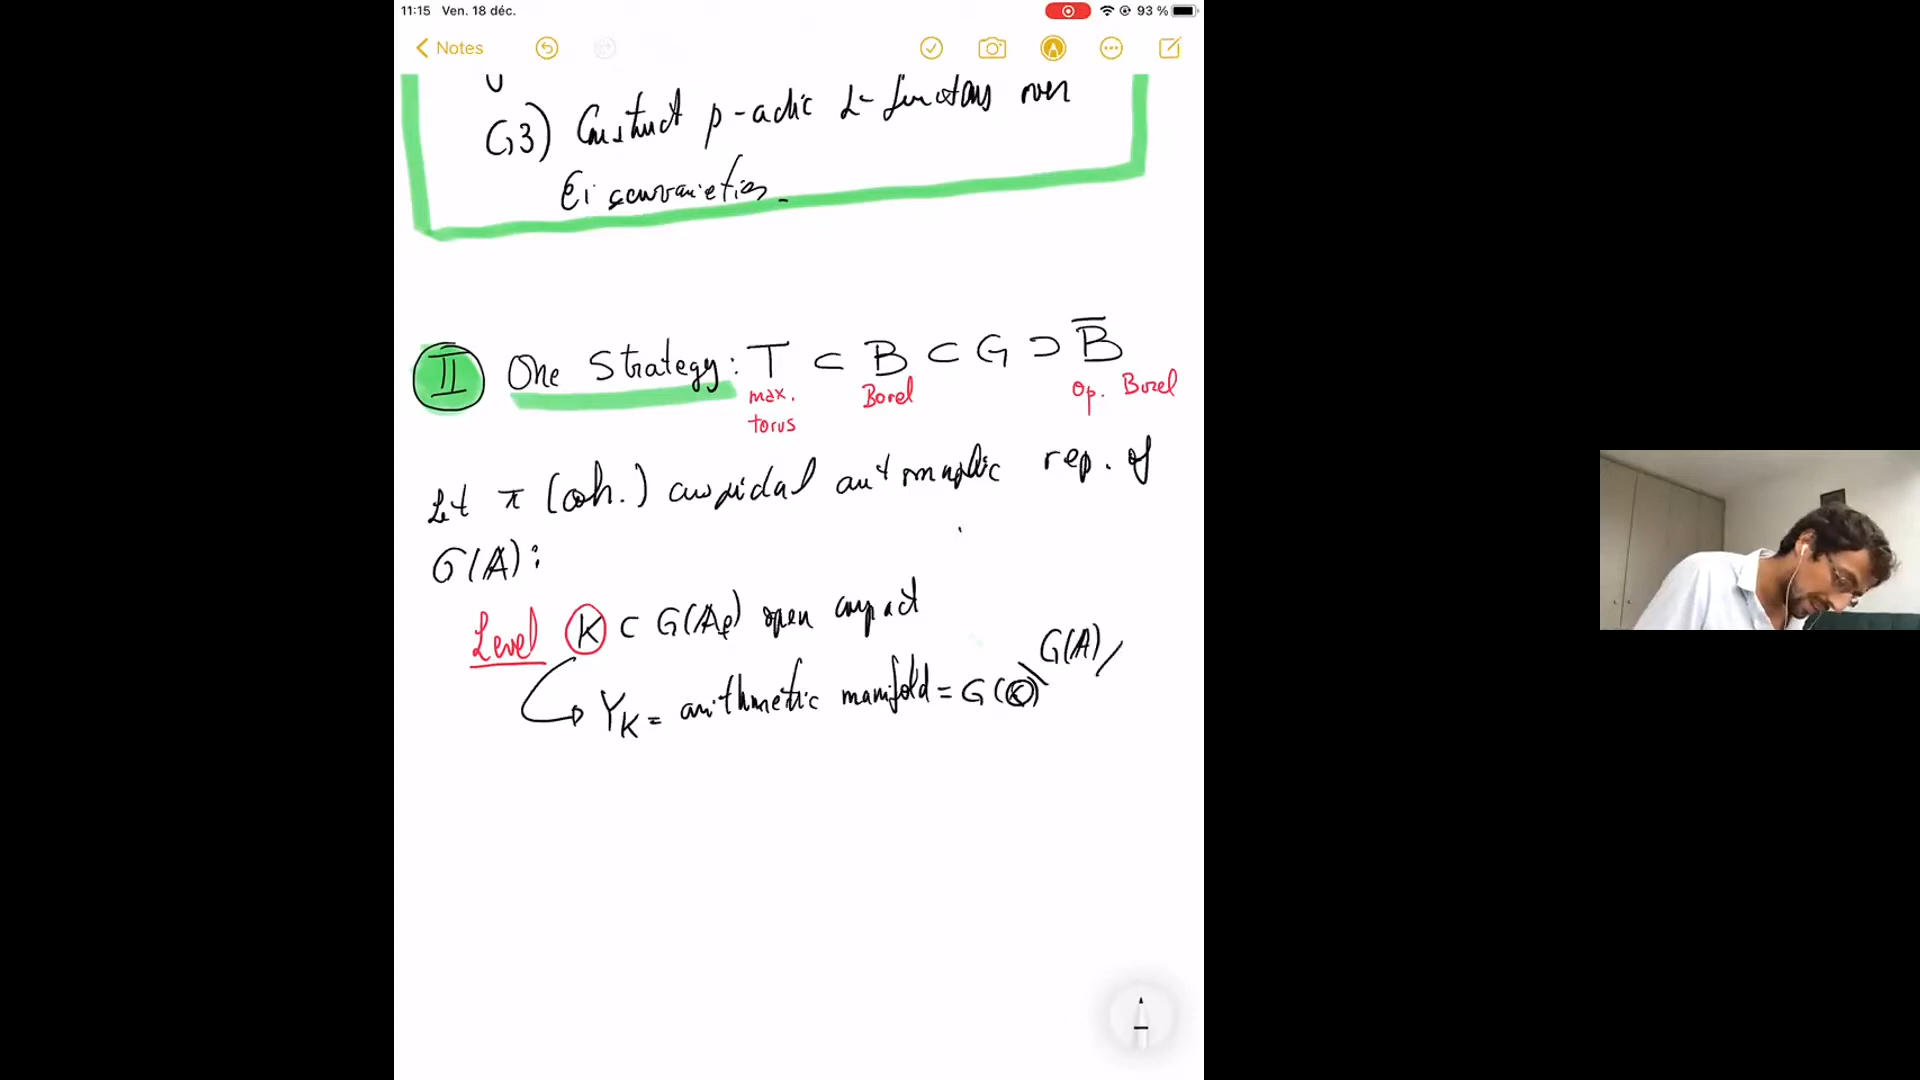 11:15 Ven. 18 déc.
93 %
Notes
G3) Construct p-adic L-functions over
Eigenvarieties.
II One Strategy: T ⊂ B ⊂ G ⊃ B̅
max. torus
Borel
Op. Borel
Let π (coh.) cuspidal automorphic rep. of
G(A):
Level K ⊂ G(A_f) open compact
Y_K = arithmetic manifold = G(Q)\G(A)/